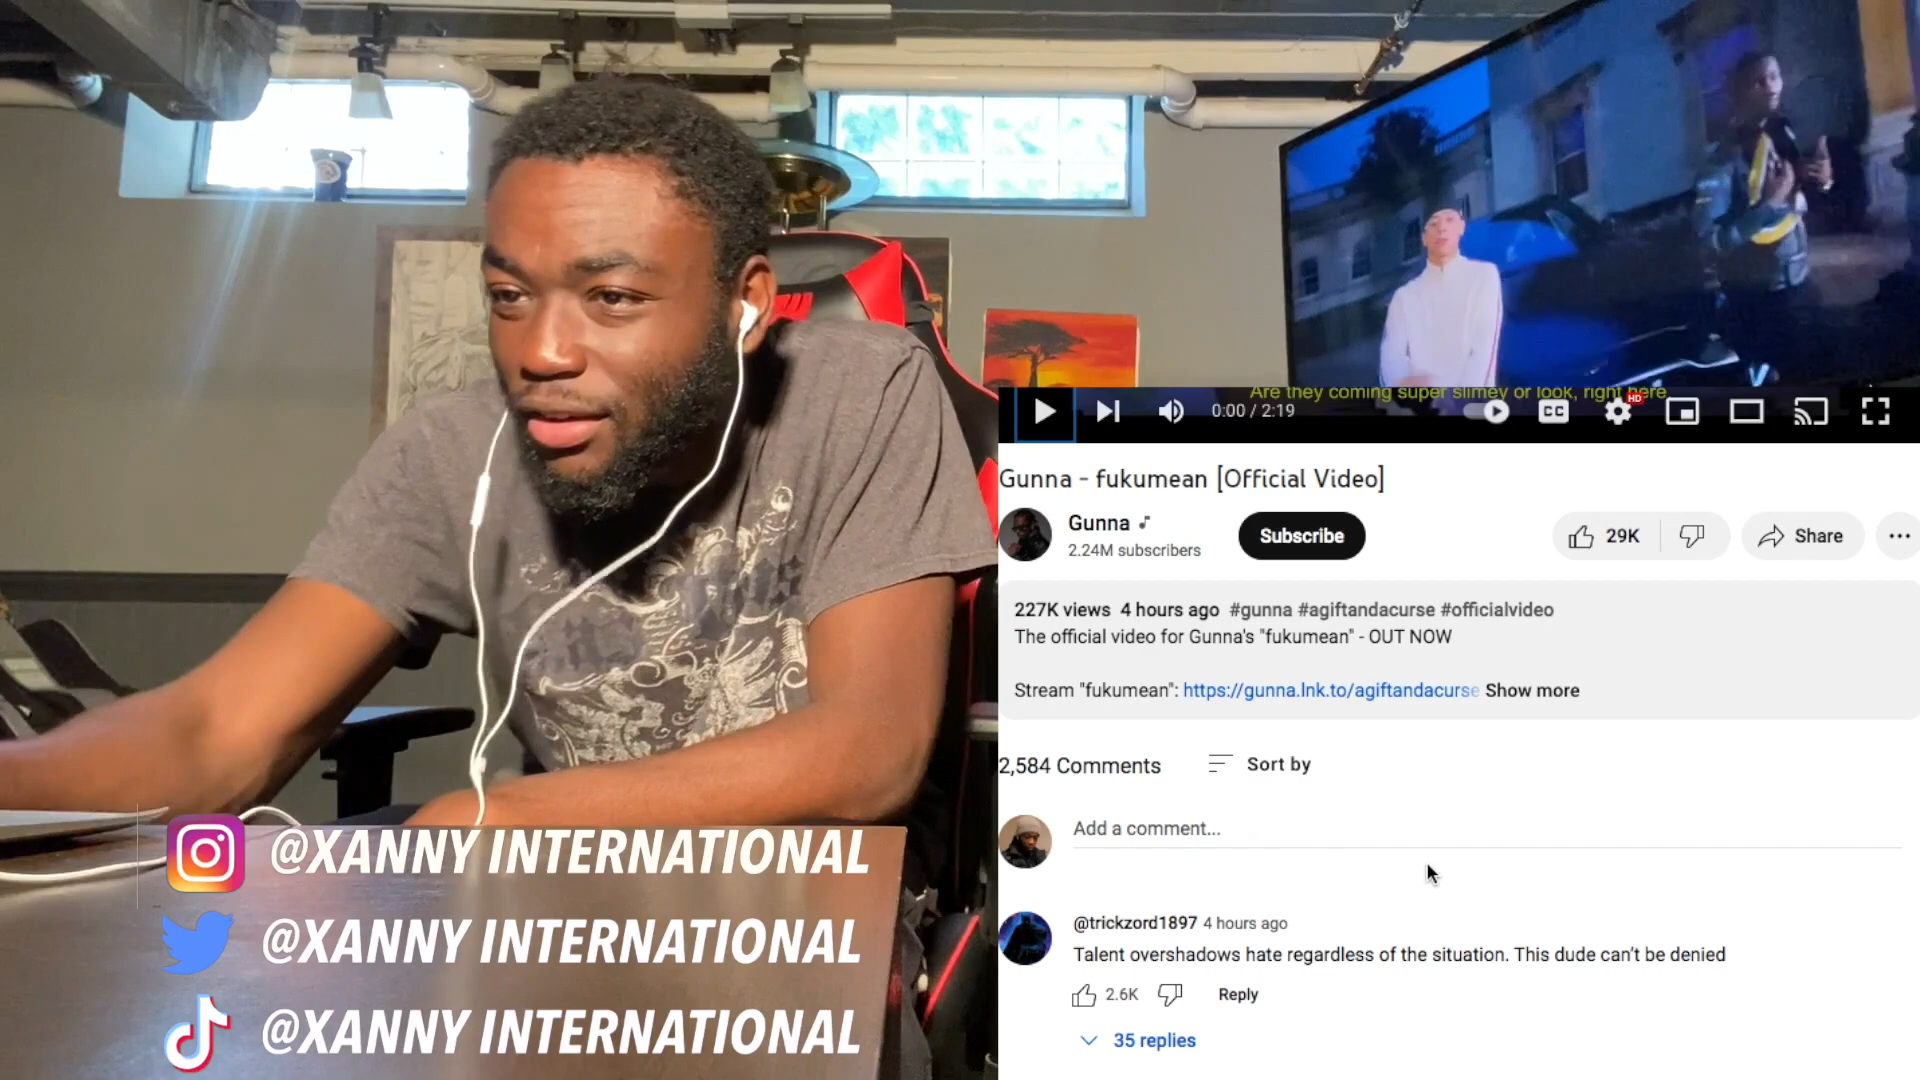 Are they coming super slimey or look, right here
0:00 / 2:19
CC
HD
Gunna - fukumean [Official Video]
Gunna
2.24M subscribers
Subscribe
29K
Share
227K views 4 hours ago #gunna #agiftandacurse #officialvideo
The official video for Gunna's "fukumean" - OUT NOW
Stream "fukumean": https://gunna.lnk.to/agiftandacurse Show more
2,584 Comments
Sort by
Add a comment...
@trickzord1897 4 hours ago
Talent overshadows hate regardless of the situation. This dude can't be denied
2.6K
Reply
35 replies
@XANNY INTERNATIONAL
@XANNY INTERNATIONAL
@XANNY INTERNATIONAL